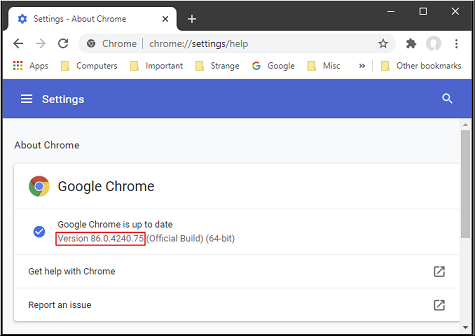 Settings - About Chrome
Chrome | chrome://settings/help
Apps Computers Important Strange Google Misc » Other bookmarks
Settings
About Chrome
Google Chrome
Google Chrome is up to date
Version 86.0.4240.75 (Official Build) (64-bit)
Get help with Chrome
Report an issue